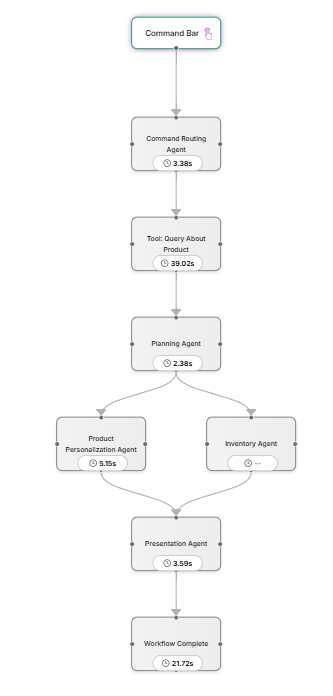 Command Bar
Command Routing
Agent
3.38s
Tool: Query About
Product
39.02s
Planning Agent
2.38s
Product
Personalization Agent
5.15s
Inventory Agent
--
Presentation Agent
3.59s
Workflow Complete
21.72s